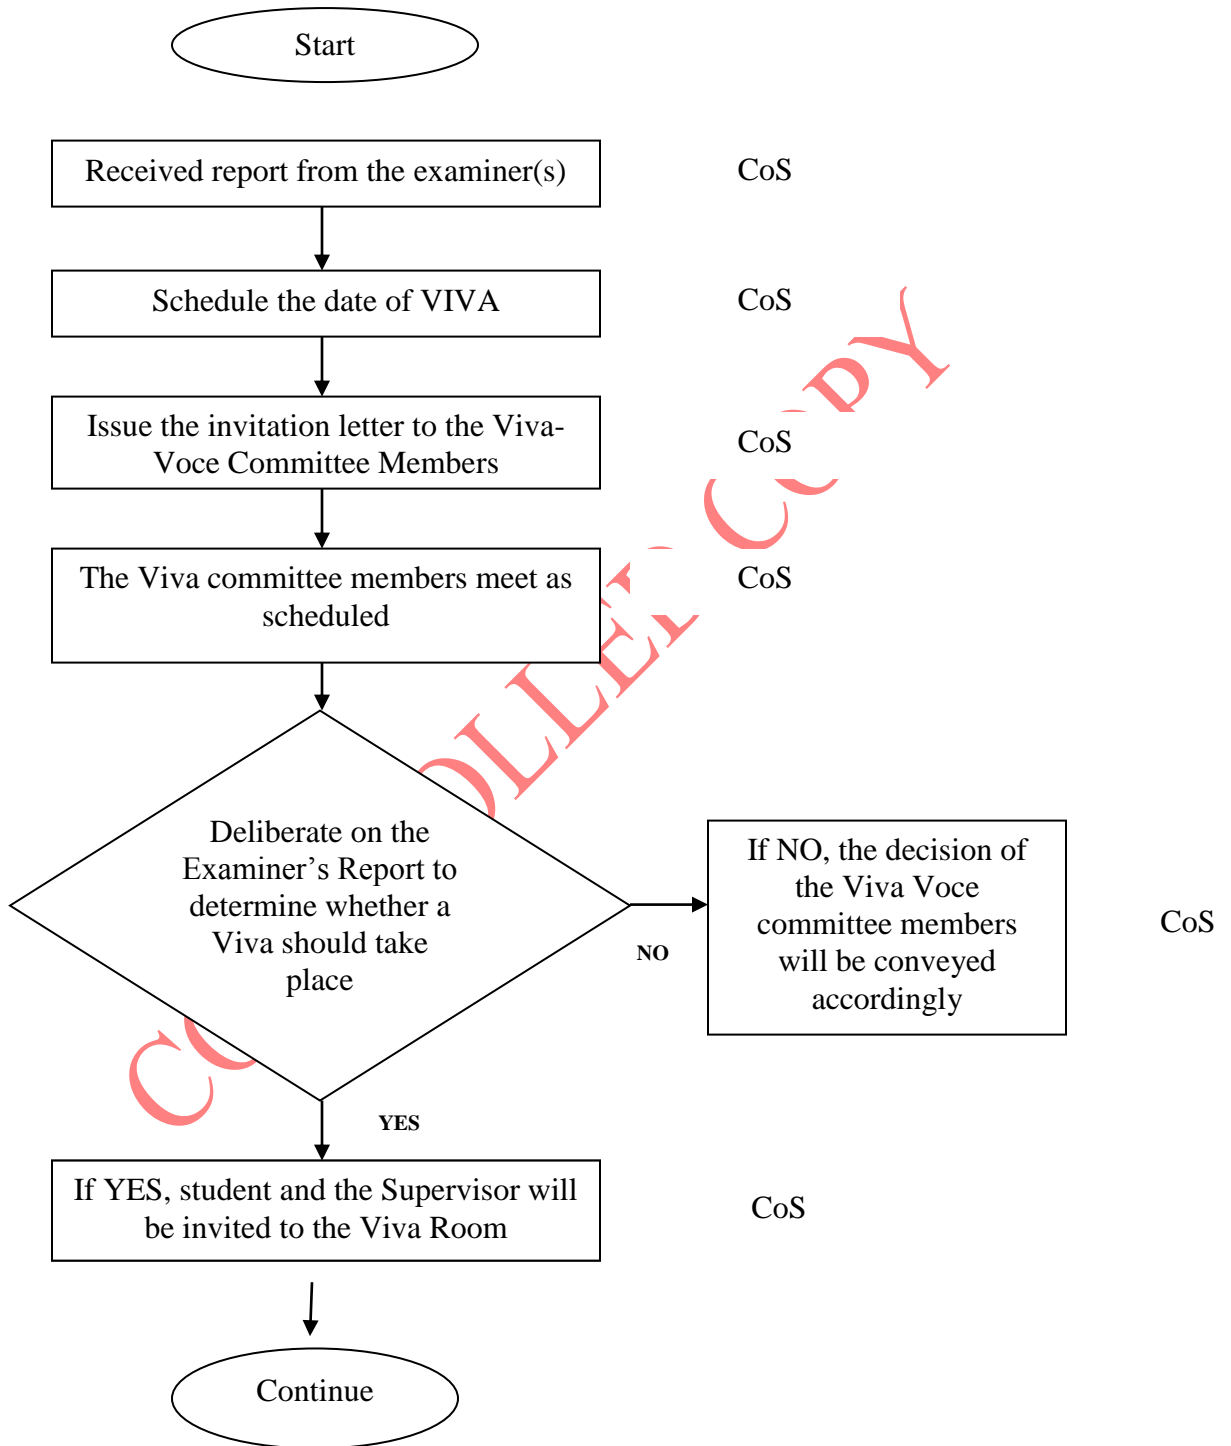 Start
Received report from the examiner(s)
CoS
Schedule the date of VIVA
CoS
Issue the invitation letter to the Viva-
Voce Committee Members
CoS
The Viva committee members meet as
scheduled
CoS
Deliberate on the
Examiner’s Report to
determine whether a
Viva should take
place
NO
If NO, the decision of
the Viva Voce
committee members
will be conveyed
accordingly
CoS
YES
If YES, student and the Supervisor will
be invited to the Viva Room
CoS
Continue
COPY